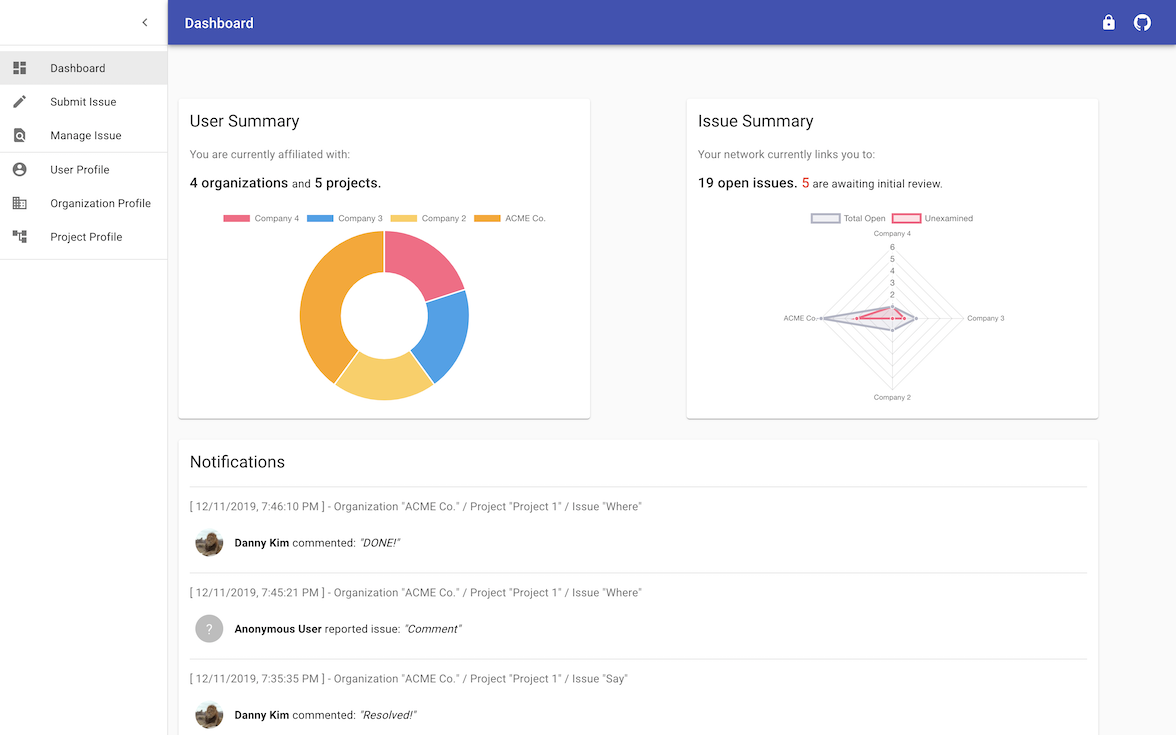 Dashboard
Dashboard
Submit Issue
Manage Issue
User Profile
Organization Profile
Project Profile
User Summary
You are currently affiliated with:
4 organizations and 5 projects.
Company 4 Company 3 Company 2 ACME Co.
Issue Summary
Your network currently links you to:
19 open issues. 5 are awaiting initial review.
Total Open Unexamined
Company 4
6
5
4
3
2
ACME Co. Company 3
Company 2
Notifications
[ 12/11/2019, 7:46:10 PM ] - Organization "ACME Co." / Project "Project 1" / Issue "Where"
Danny Kim commented: "DONE!"
[ 12/11/2019, 7:45:21 PM ] - Organization "ACME Co." / Project "Project 1" / Issue "Where"
?
Anonymous User reported issue: "Comment"
[ 12/11/2019, 7:35:35 PM ] - Organization "ACME Co." / Project "Project 1" / Issue "Say"
Danny Kim commented: "Resolved!"